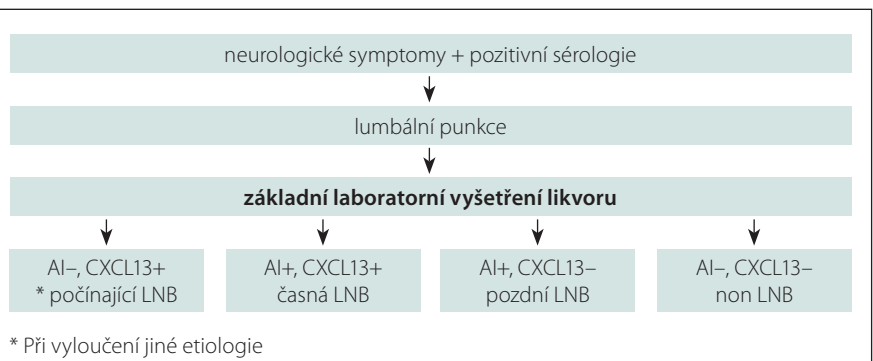 neurologické symptomy + pozitivní sérologie
lumbální punkce
základní laboratorní vyšetření likvoru
AI–, CXCL13+
* počínající LNB
AI+, CXCL13+
časná LNB
AI+, CXCL13–
pozdní LNB
AI–, CXCL13–
non LNB
* Při vyloučení jiné etiologie